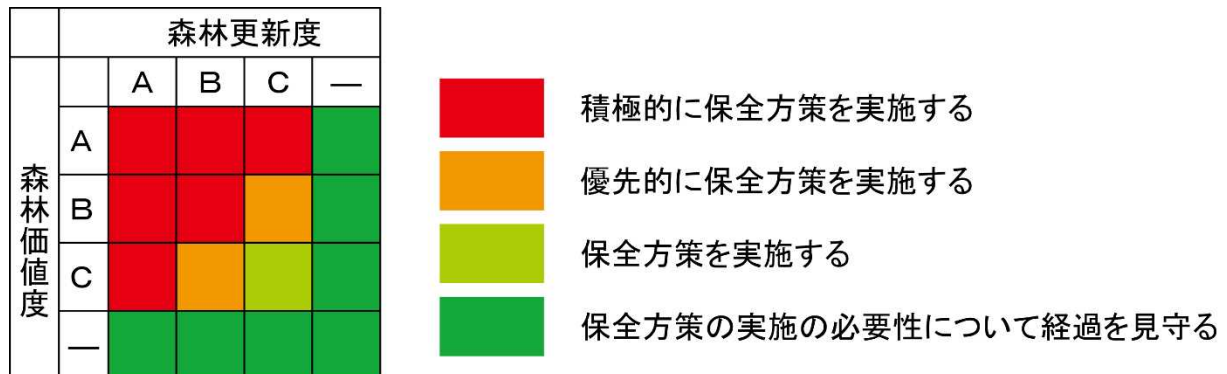 森林更新度
A B C —
森林価値度
A
B
C
—
積極的に保全方策を実施する
優先的に保全方策を実施する
保全方策を実施する
保全方策の実施の必要性について経過を見守る